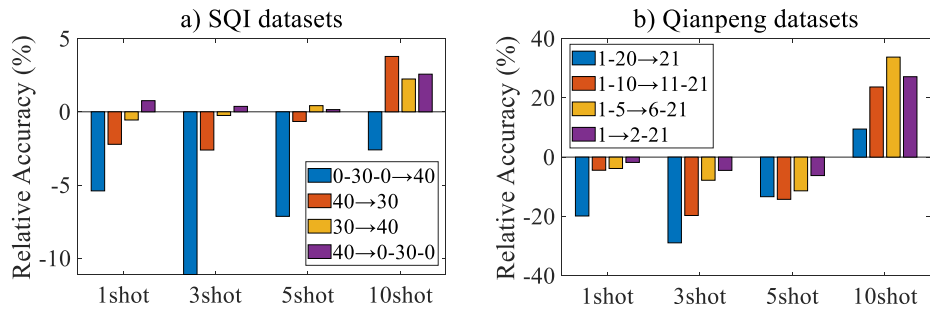 a) SQI datasets
Relative Accuracy (%)
5
0
-5
-10
0-30-0→40
40→30
30→40
40→0-30-0
1shot
3shot
5shot
10shot
b) Qianpeng datasets
Relative Accuracy (%)
40
20
0
-20
-40
1-20→21
1-10→11-21
1-5→6-21
1→2-21
1shot
3shot
5shot
10shot